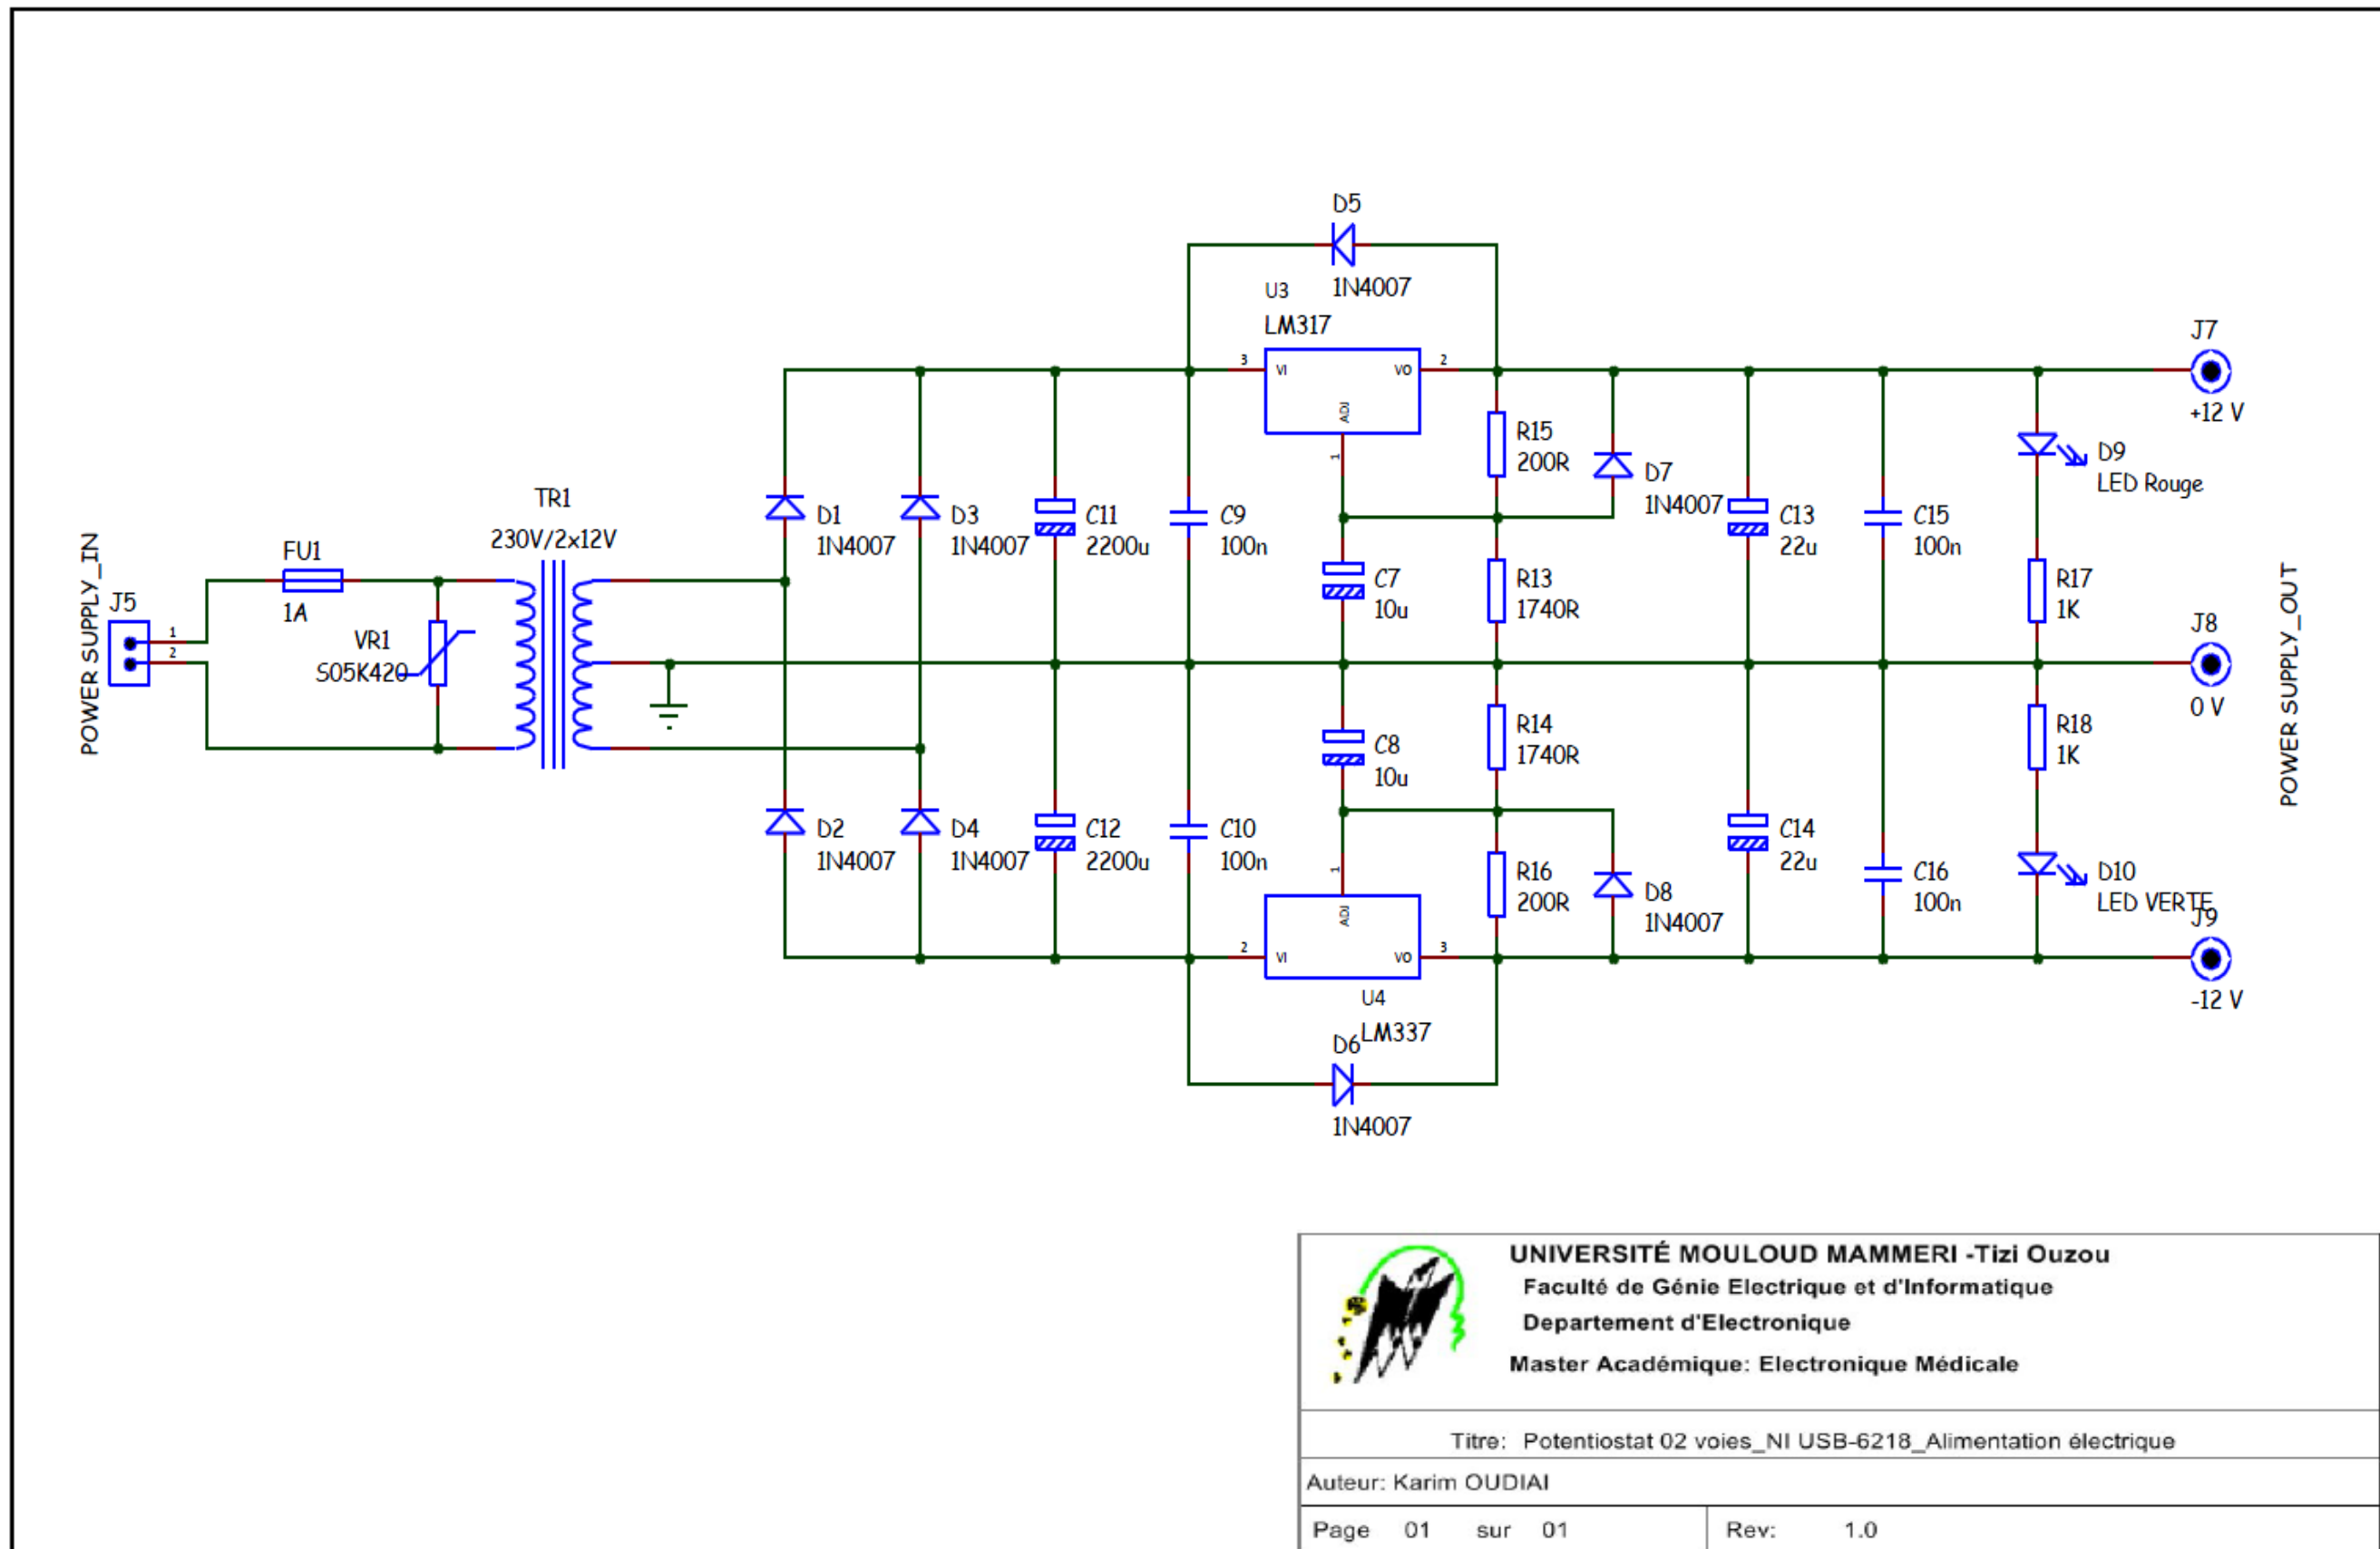 D5
1N4007
U3
LM317
3
VI
VO
2
ADJ
1
J7
+12 V
R15
200R
D7
1N4007
D9
LED Rouge
TR1
230V/2x12V
D1
1N4007
D3
1N4007
C11
2200u
C9
100n
C13
22u
C15
100n
POWER SUPPLY_IN
J5
1
2
FU1
1A
VR1
S05K420
C7
10u
R13
1740R
R17
1K
POWER SUPPLY_OUT
J8
0 V
C8
10u
R14
1740R
R18
1K
D2
1N4007
D4
1N4007
C12
2200u
C10
100n
R16
200R
D8
1N4007
C14
22u
C16
100n
D10
LED VERTE
J9
-12 V
1
ADJ
2
VI
VO
3
U4
LM337
D6
1N4007
UNIVERSITÉ MOULOUD MAMMERI -Tizi Ouzou
Faculté de Génie Electrique et d'Informatique
Departement d'Electronique
Master Académique: Electronique Médicale
Titre: Potentiostat 02 voies_NI USB-6218_Alimentation électrique
Auteur: Karim OUDIAI
Page 01 sur 01
Rev: 1.0